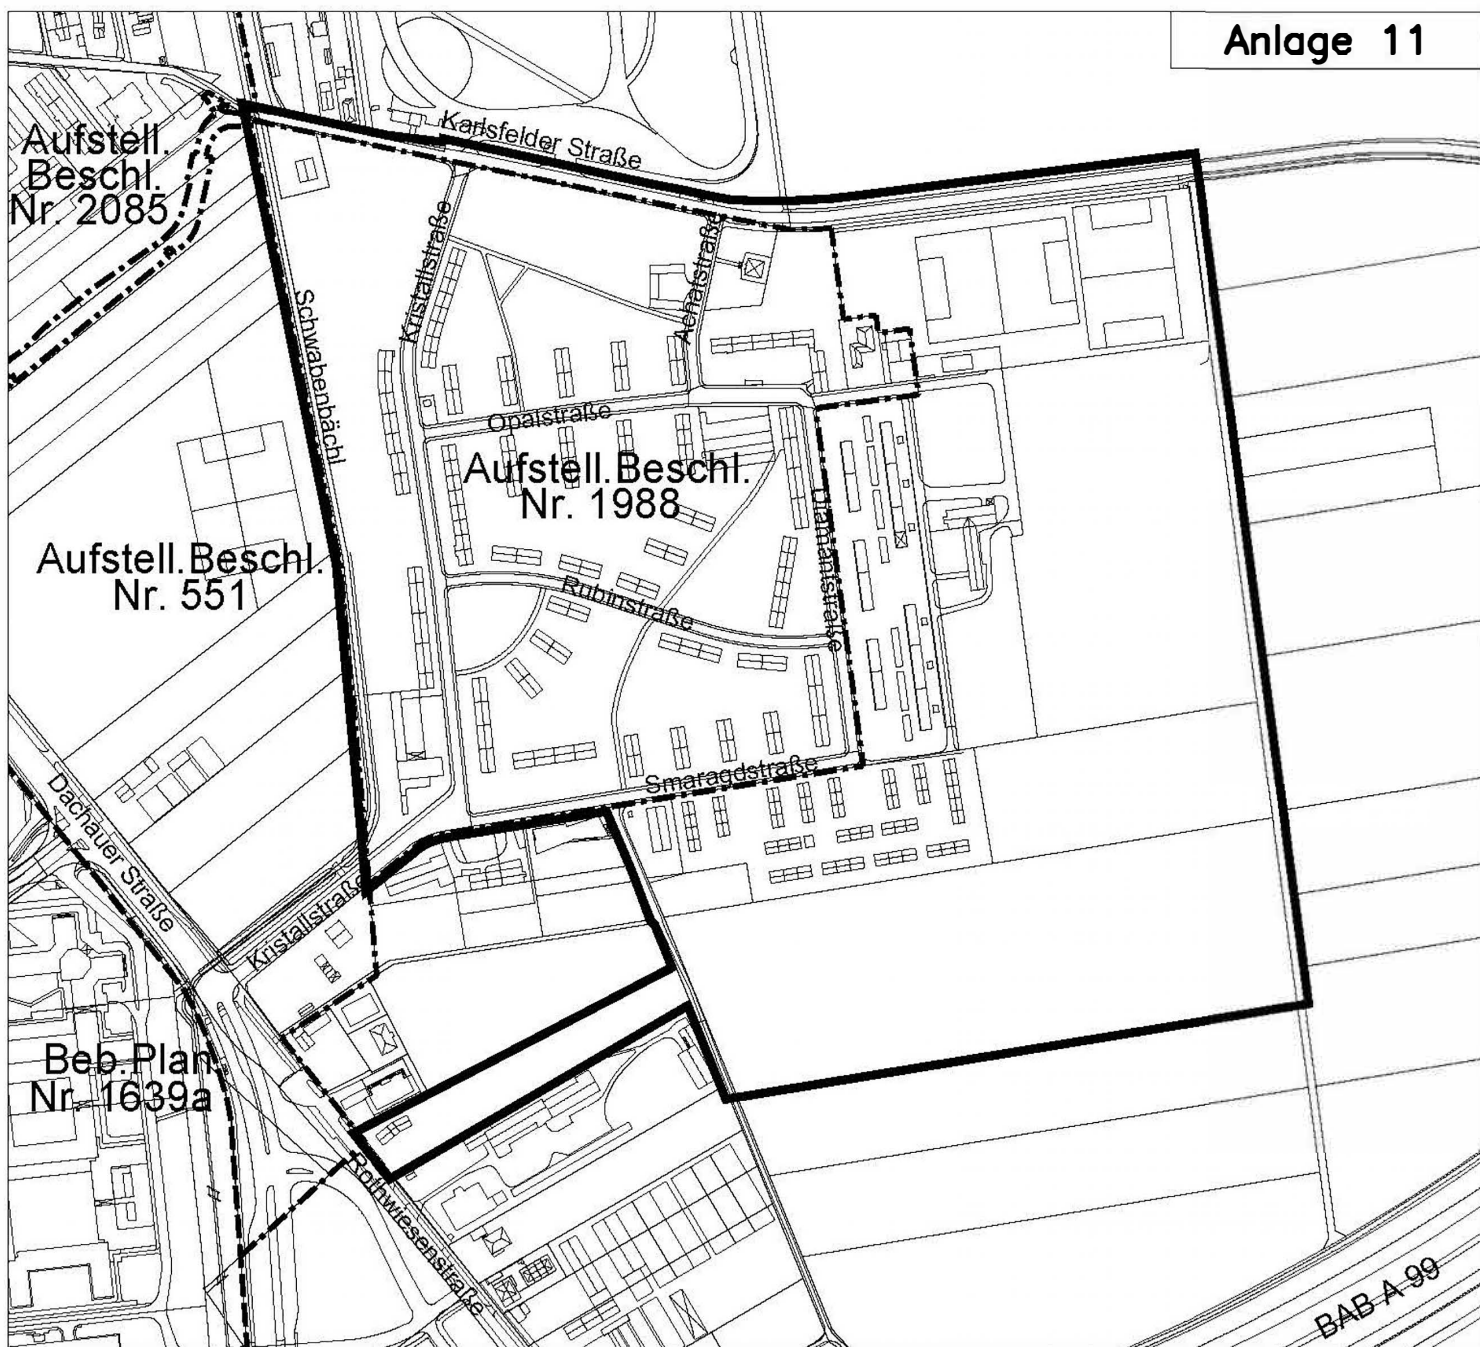 Anlage 11
Karlsfelder Straße
Aufstell.
Beschl.
Nr. 2085
Kristallstraße
Achatstraße
Schwabenbächl
Opalstraße
Aufstell.Beschl.
Nr. 1988
Diamantstraße
Aufstell.Beschl.
Nr. 551
Rubinstraße
Smaragdstraße
Dachauer Straße
Kristallstraße
Beb.Plan
Nr. 1639a
Rothwiesenstraße
BAB A 99